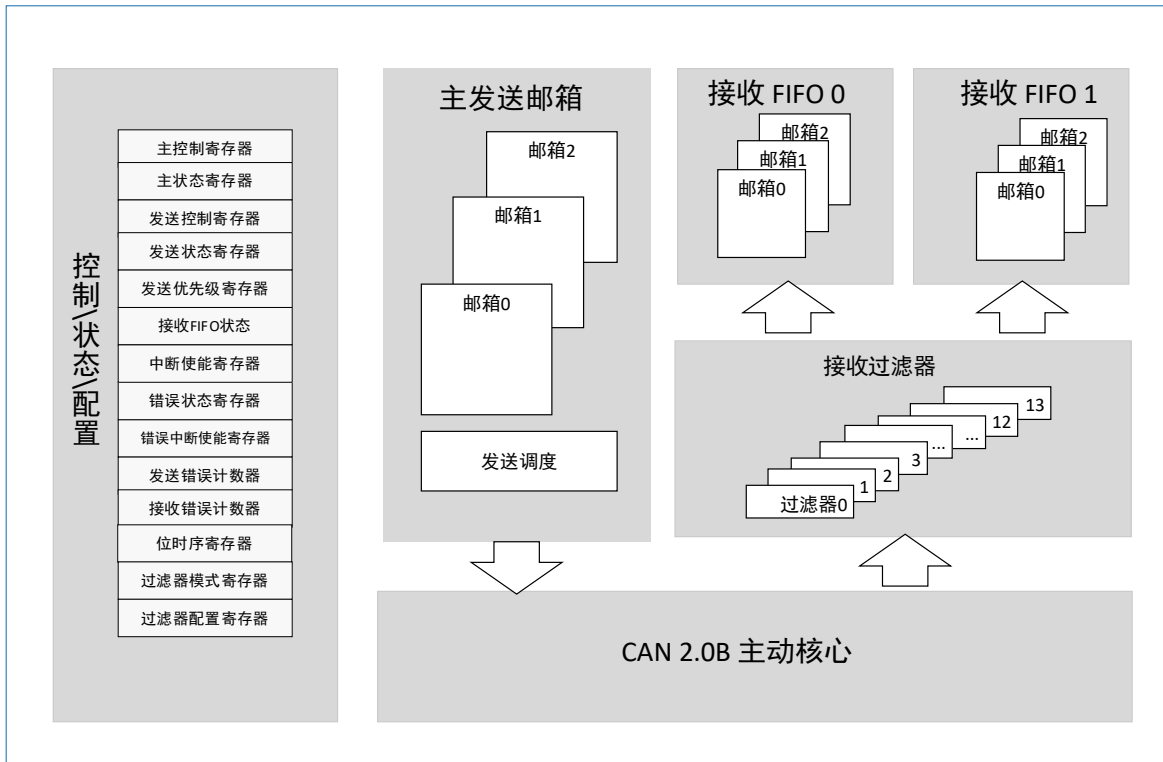 控制\状态\配置
主控制寄存器
主状态寄存器
发送控制寄存器
发送状态寄存器
发送优先级寄存器
接收FIFO状态
中断使能寄存器
错误状态寄存器
错误中断使能寄存器
发送错误计数器
接收错误计数器
位时序寄存器
过滤器模式寄存器
过滤器配置寄存器
主发送邮箱
邮箱2
邮箱1
邮箱0
发送调度
接收 FIFO 0
邮箱2
邮箱1
邮箱0
接收 FIFO 1
邮箱2
邮箱1
邮箱0
接收过滤器
13
12
...
...
3
2
1
过滤器0
CAN 2.0B 主动核心